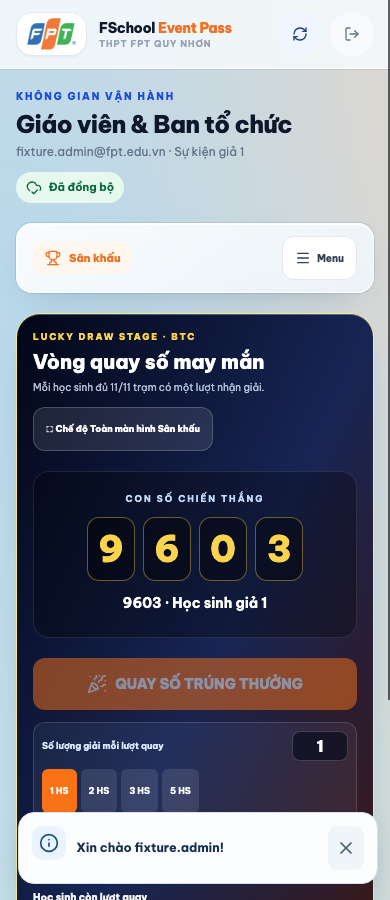 FPT
FSchool Event Pass
THPT FPT QUY NHƠN
KHÔNG GIAN VẬN HÀNH
Giáo viên & Ban tổ chức
fixture.admin@fpt.edu.vn · Sự kiện giả 1
Đã đồng bộ
Sân khấu
Menu
LUCKY DRAW STAGE · BTC
Vòng quay số may mắn
Mỗi học sinh đủ 11/11 trạm có một lượt nhận giải.
Chế độ Toàn màn hình Sân khấu
CON SỐ CHIẾN THẮNG
9 6 0 3
9603 · Học sinh giả 1
QUAY SỐ TRÚNG THƯỞNG
Số lượng giải mỗi lượt quay
1
1 HS 2 HS 3 HS 5 HS
Xin chào fixture.admin!
Học sinh còn lượt quay